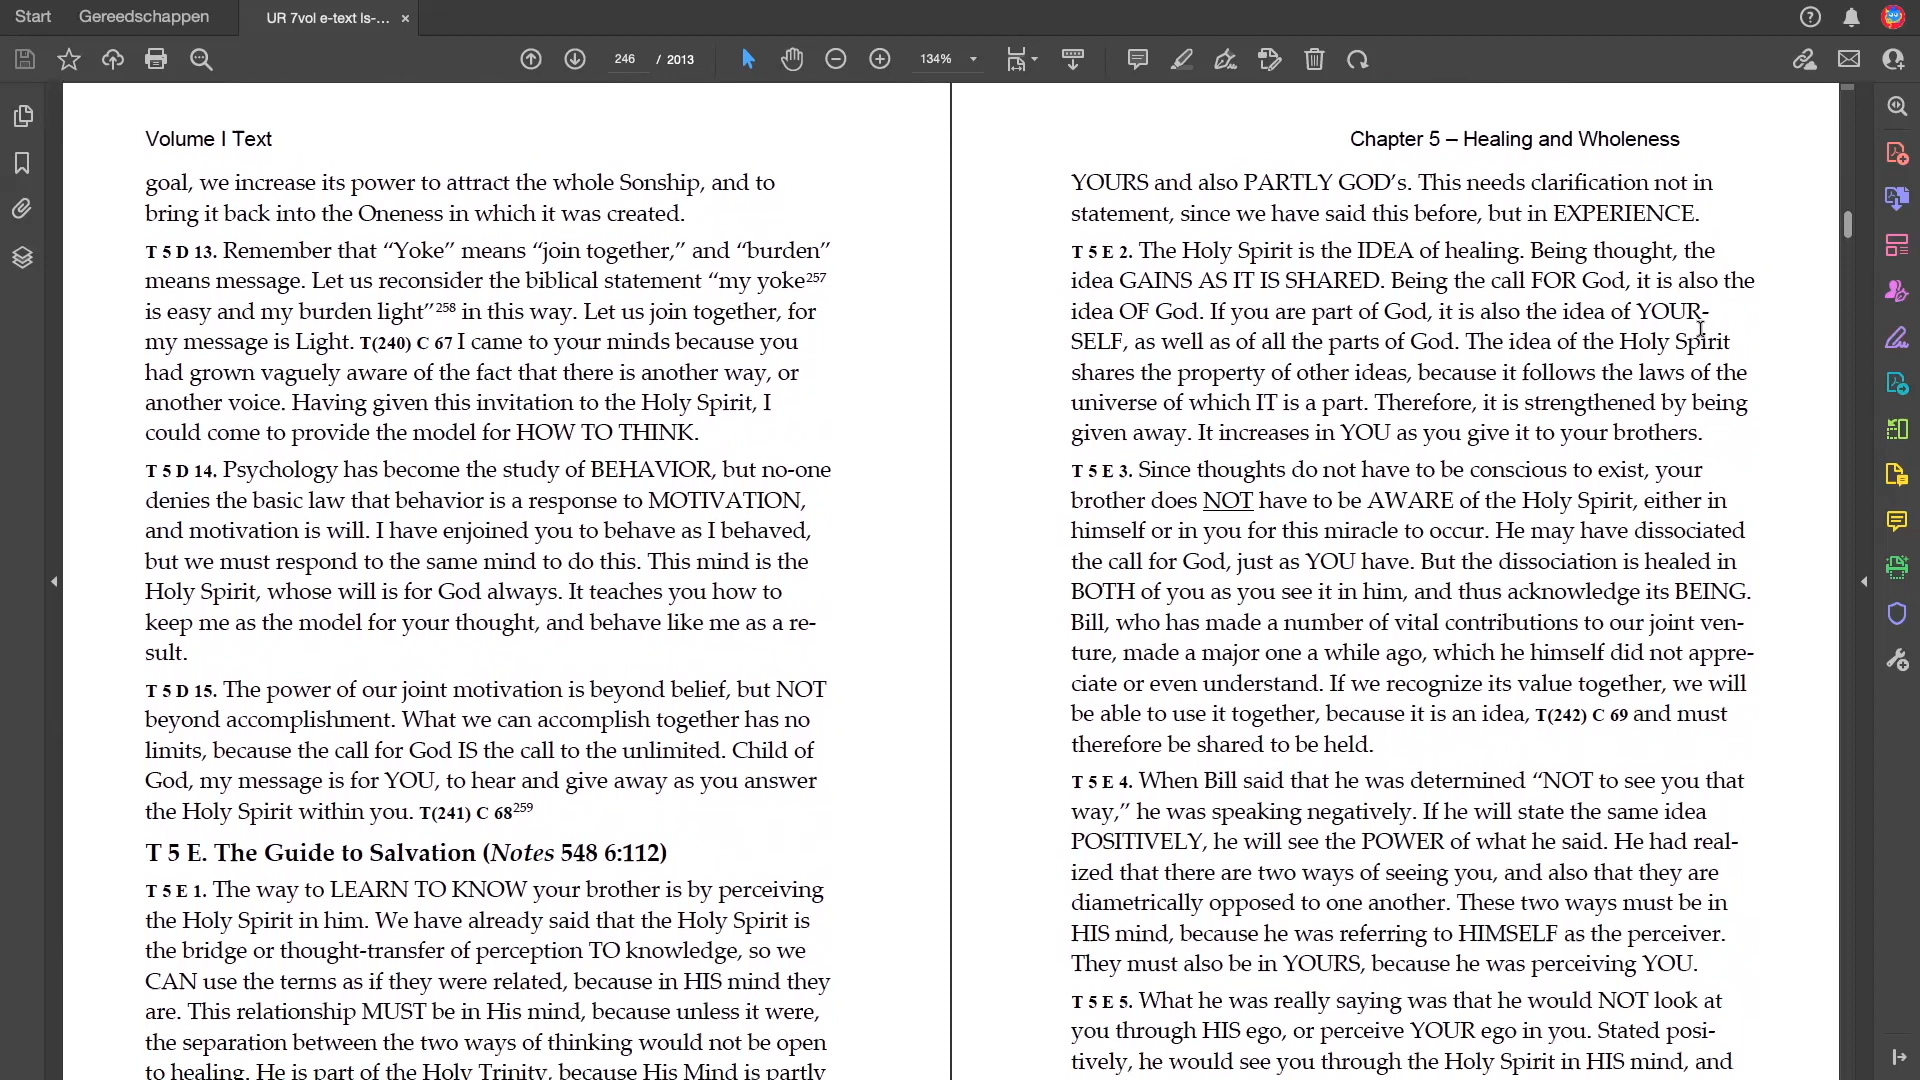 Start
Gereedschappen
UR 7vol e-text ls-... ×
246 / 2013
134%
Volume I Text
goal, we increase its power to attract the whole Sonship, and to
bring it back into the Oneness in which it was created.
T 5 D 13. Remember that “Yoke” means “join together,” and “burden”
means message. Let us reconsider the biblical statement “my yoke257
is easy and my burden light”258 in this way. Let us join together, for
my message is Light. T(240) C 67 I came to your minds because you
had grown vaguely aware of the fact that there is another way, or
another voice. Having given this invitation to the Holy Spirit, I
could come to provide the model for HOW TO THINK.
T 5 D 14. Psychology has become the study of BEHAVIOR, but no-one
denies the basic law that behavior is a response to MOTIVATION,
and motivation is will. I have enjoined you to behave as I behaved,
but we must respond to the same mind to do this. This mind is the
Holy Spirit, whose will is for God always. It teaches you how to
keep me as the model for your thought, and behave like me as a re-
sult.
T 5 D 15. The power of our joint motivation is beyond belief, but NOT
beyond accomplishment. What we can accomplish together has no
limits, because the call for God IS the call to the unlimited. Child of
God, my message is for YOU, to hear and give away as you answer
the Holy Spirit within you. T(241) C 68259
T 5 E. The Guide to Salvation (Notes 548 6:112)
T 5 E 1. The way to LEARN TO KNOW your brother is by perceiving
the Holy Spirit in him. We have already said that the Holy Spirit is
the bridge or thought-transfer of perception TO knowledge, so we
CAN use the terms as if they were related, because in HIS mind they
are. This relationship MUST be in His mind, because unless it were,
the separation between the two ways of thinking would not be open
to healing. He is part of the Holy Trinity, because His Mind is partly
Chapter 5 – Healing and Wholeness
YOURS and also PARTLY GOD’s. This needs clarification not in
statement, since we have said this before, but in EXPERIENCE.
T 5 E 2. The Holy Spirit is the IDEA of healing. Being thought, the
idea GAINS AS IT IS SHARED. Being the call FOR God, it is also the
idea OF God. If you are part of God, it is also the idea of YOUR-
SELF, as well as of all the parts of God. The idea of the Holy Spirit
shares the property of other ideas, because it follows the laws of the
universe of which IT is a part. Therefore, it is strengthened by being
given away. It increases in YOU as you give it to your brothers.
T 5 E 3. Since thoughts do not have to be conscious to exist, your
brother does NOT have to be AWARE of the Holy Spirit, either in
himself or in you for this miracle to occur. He may have dissociated
the call for God, just as YOU have. But the dissociation is healed in
BOTH of you as you see it in him, and thus acknowledge its BEING.
Bill, who has made a number of vital contributions to our joint ven-
ture, made a major one a while ago, which he himself did not appre-
ciate or even understand. If we recognize its value together, we will
be able to use it together, because it is an idea, T(242) C 69 and must
therefore be shared to be held.
T 5 E 4. When Bill said that he was determined “NOT to see you that
way,” he was speaking negatively. If he will state the same idea
POSITIVELY, he will see the POWER of what he said. He had real-
ized that there are two ways of seeing you, and also that they are
diametrically opposed to one another. These two ways must be in
HIS mind, because he was referring to HIMSELF as the perceiver.
They must also be in YOURS, because he was perceiving YOU.
T 5 E 5. What he was really saying was that he would NOT look at
you through HIS ego, or perceive YOUR ego in you. Stated posi-
tively, he would see you through the Holy Spirit in HIS mind, and